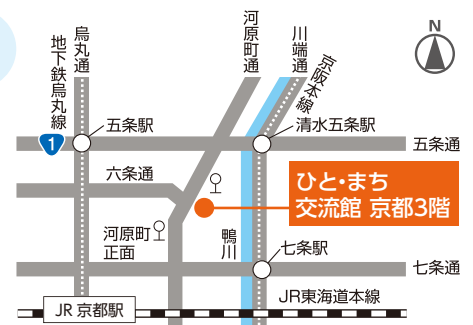 N
烏丸通
地下鉄烏丸線
河原町通
川端通
京阪本線
1
五条駅
清水五条駅
五条通
六条通
ひと・まち
交流館 京都3階
河原町
正面
鴨川
七条駅
七条通
JR東海道本線
JR 京都駅